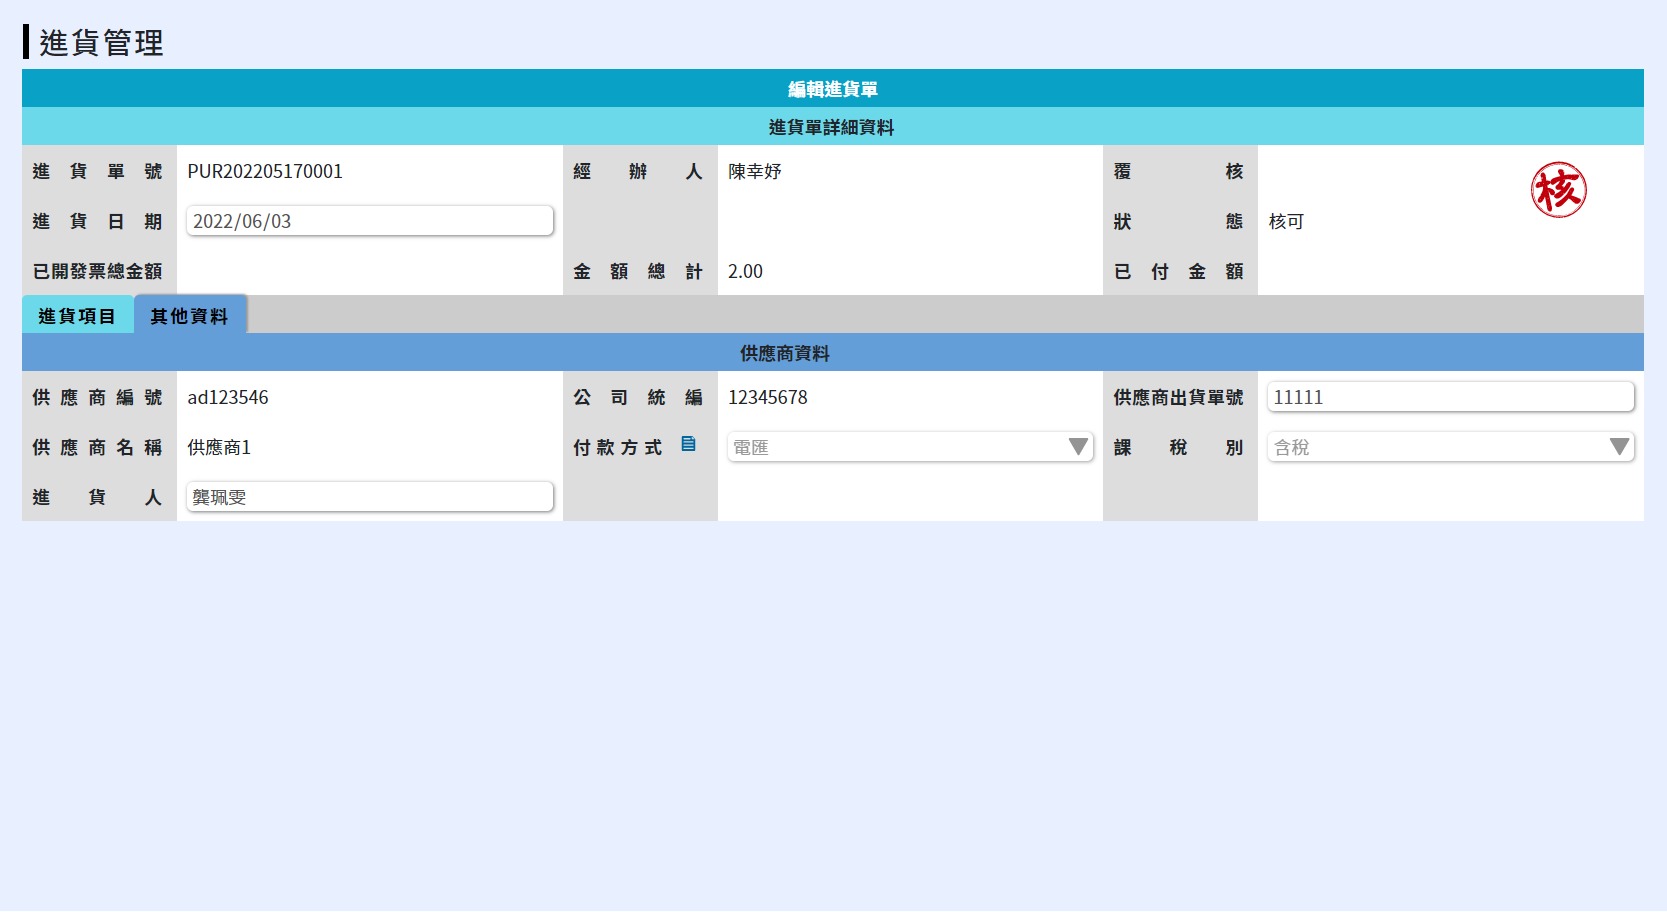 進貨管理
編輯進貨單
進貨單詳細資料
進貨單號 PUR202205170001 經辦人 陳幸妤 覆核 核
進貨日期 2022/06/03 狀態 核可
已開發票總金額 金額總計 2.00 已付金額
進貨項目 其他資料
供應商資料
供應商編號 ad123546 公司統編 12345678 供應商出貨單號 11111
供應商名稱 供應商1 付款方式 電匯 課稅別 含稅
進貨人 龔珮雯